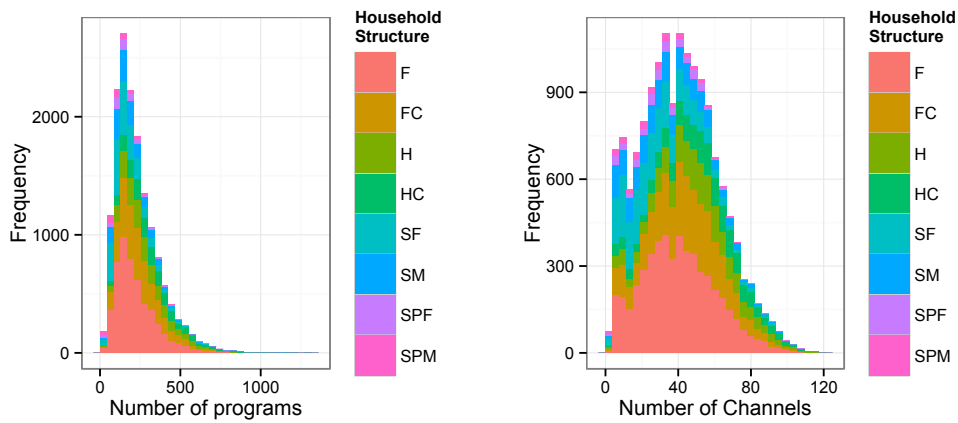 Frequency
2000
1000
0
0
500
1000
Number of programs
Household
Structure
F
FC
H
HC
SF
SM
SPF
SPM
Frequency
900
600
300
0
0
40
80
120
Number of Channels
Household
Structure
F
FC
H
HC
SF
SM
SPF
SPM